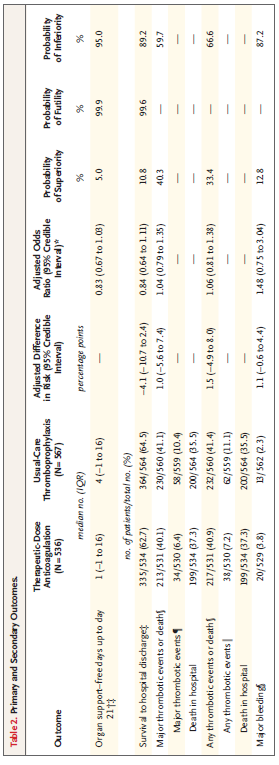 Table 2. Primary and Secondary Outcomes.
Outcome Therapeutic-Dose Anticoagulation (N=536) Usual-Care Thromboprophylaxis (N=567) Adjusted Difference in Risk (95% Credible Interval) Adjusted Odds Ratio (95% Credible Interval)* Probability of Superiority Probability of Futility Probability of Inferiority
median no. (IQR) percentage points % % %
Organ support–free days up to day 21†‡ 1 (–1 to 16) 4 (–1 to 16) — 0.83 (0.67 to 1.03) 5.0 99.9 95.0
no. of patients/total no. (%)
Survival to hospital discharge‡ 335/534 (62.7) 364/564 (64.5) –4.1 (–10.7 to 2.4) 0.84 (0.64 to 1.11) 10.8 99.6 89.2
Major thrombotic events or death§ 213/531 (40.1) 230/560 (41.1) 1.0 (–5.6 to 7.4) 1.04 (0.79 to 1.35) 40.3 — 59.7
Major thrombotic events¶ 34/530 (6.4) 58/559 (10.4) — — — — —
Death in hospital 199/534 (37.3) 200/564 (35.5) — — — — —
Any thrombotic events or death§ 217/531 (40.9) 232/560 (41.4) 1.5 (–4.9 to 8.0) 1.06 (0.81 to 1.38) 33.4 — 66.6
Any thrombotic events‖ 38/530 (7.2) 62/559 (11.1) — — — — —
Death in hospital 199/534 (37.3) 200/564 (35.5) — — — — —
Major bleeding§ 20/529 (3.8) 13/562 (2.3) 1.1 (–0.6 to 4.4) 1.48 (0.75 to 3.04) 12.8 — 87.2